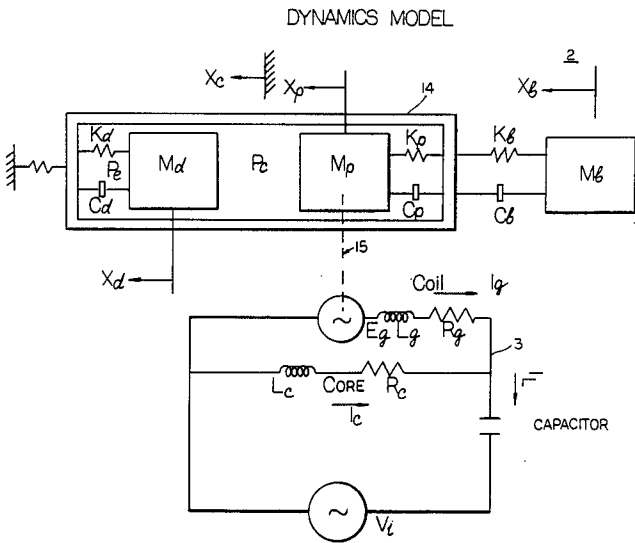 DYNAMICS MODEL
2
Xc
Xp
14
Xb
Kd
Pe
Cd
Md
Pc
Mp
Kp
Cp
Kb
Cb
Mb
Xd
15
Coil
Ig
Eg
Lg
Rg
3
Lc
CORE
Rc
Ic
I
CAPACITOR
Vi